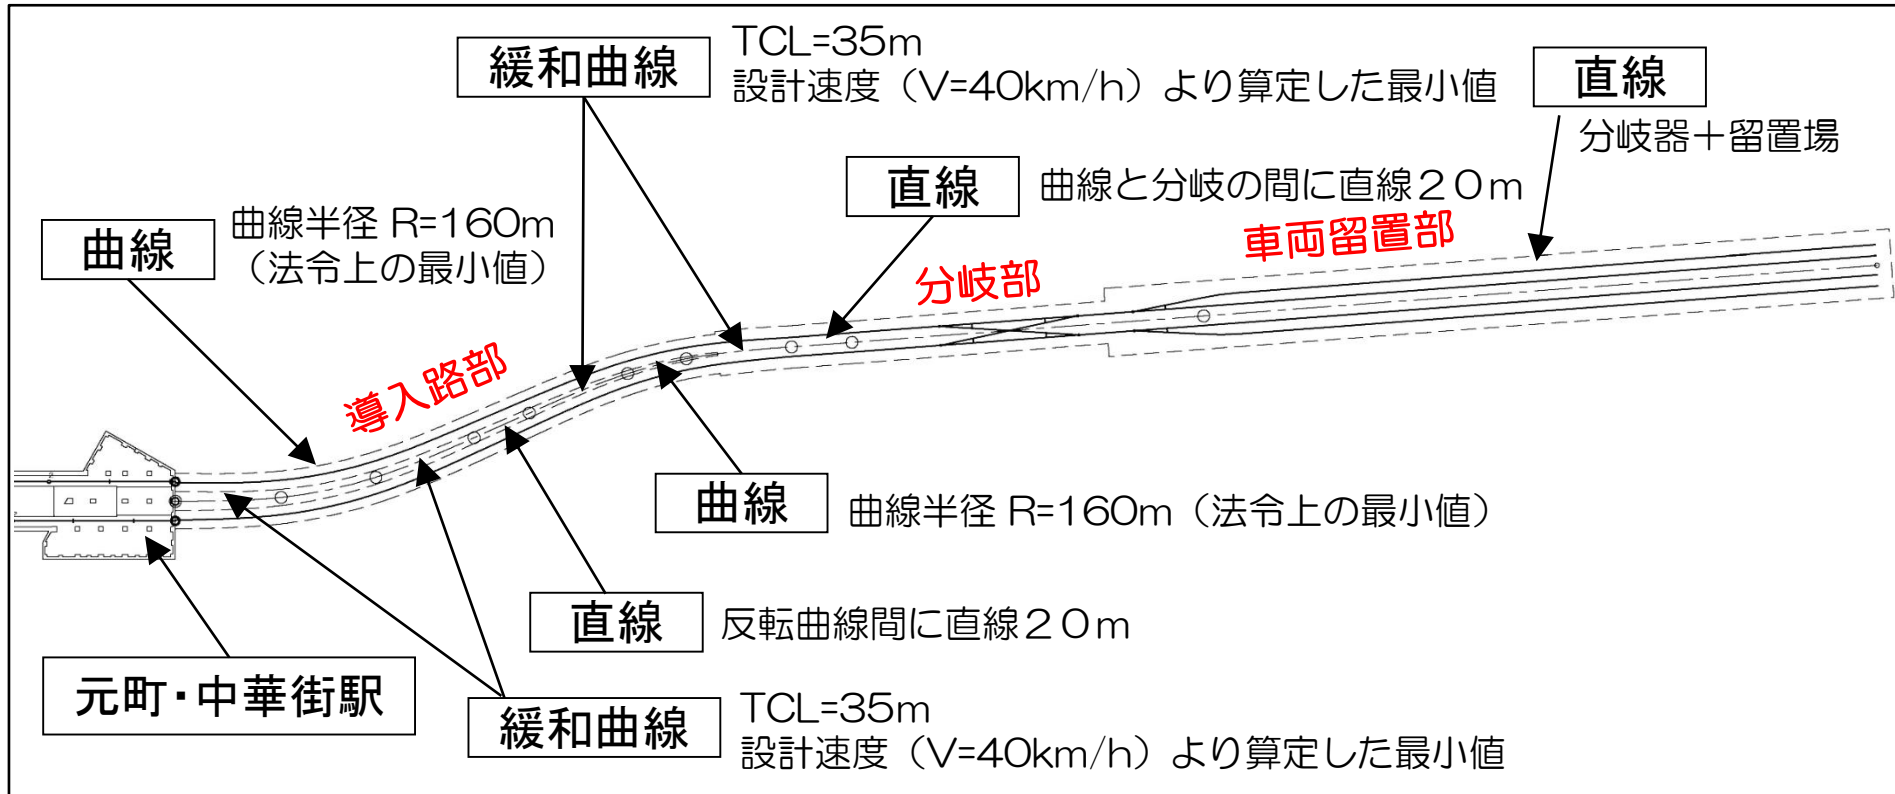 緩和曲線
TCL=35m
設計速度（V=40km/h）より算定した最小値
直線
分岐器＋留置場
直線
曲線と分岐の間に直線２０ｍ
曲線
曲線半径 R=160m
（法令上の最小値）
車両留置部
分岐部
導入路部
曲線
曲線半径 R=160m（法令上の最小値）
直線
反転曲線間に直線２０ｍ
元町・中華街駅
緩和曲線
TCL=35m
設計速度（V=40km/h）より算定した最小値